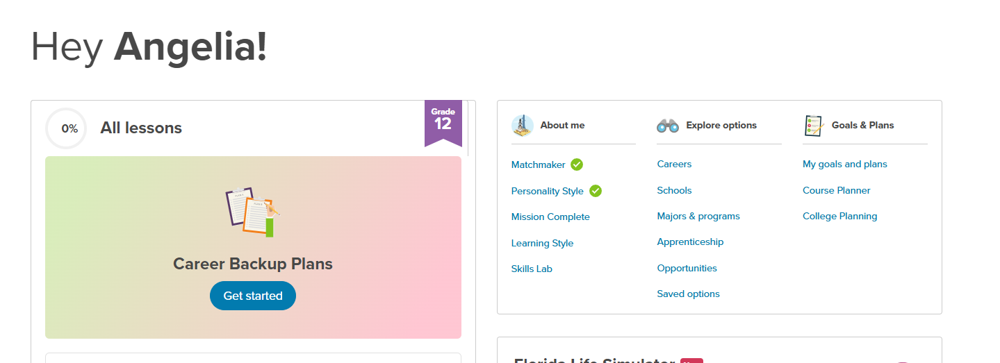 Hey Angelia!
0%
All lessons
Grade
12
Career Backup Plans
Get started
About me
Matchmaker
Personality Style
Mission Complete
Learning Style
Skills Lab
Explore options
Careers
Schools
Majors & programs
Apprenticeship
Opportunities
Saved options
Goals & Plans
My goals and plans
Course Planner
College Planning
Florida Life Simulator